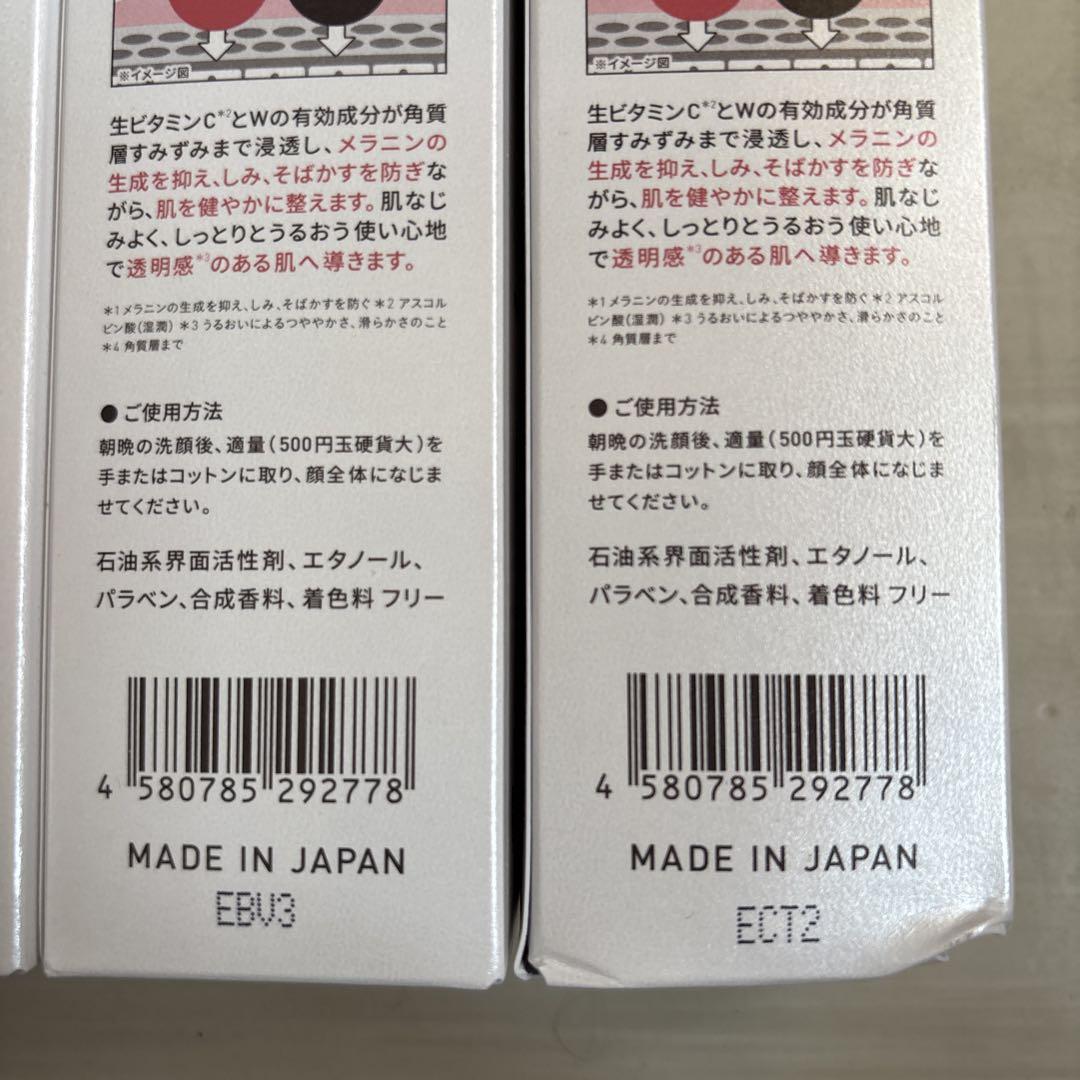 ※イメージ図
生ビタミンC*2とWの有効成分が角質
層すみずみまで浸透し、メラニンの
生成を抑え、しみ、そばかすを防ぎな
がら、肌を健やかに整えます。肌なじ
みよく、しっとりとうるおう使い心地
で透明感*3のある肌へ導きます。
*1 メラニンの生成を抑え、しみ、そばかすを防ぐ *2 アスコル
ビン酸(湿潤) *3 うるおいによるつややかさ、滑らかさのこと
*4 角質層まで
● ご使用方法
朝晩の洗顔後、適量(500円玉硬貨大)を
手またはコットンに取り、顔全体になじま
せてください。
石油系界面活性剤、エタノール、
パラベン、合成香料、着色料 フリー
4 580785 292778
MADE IN JAPAN
EBV3
※イメージ図
生ビタミンC*2とWの有効成分が角質
層すみずみまで浸透し、メラニンの
生成を抑え、しみ、そばかすを防ぎな
がら、肌を健やかに整えます。肌なじ
みよく、しっとりとうるおう使い心地
で透明感*3のある肌へ導きます。
*1 メラニンの生成を抑え、しみ、そばかすを防ぐ *2 アスコル
ビン酸(湿潤) *3 うるおいによるつややかさ、滑らかさのこと
*4 角質層まで
● ご使用方法
朝晩の洗顔後、適量(500円玉硬貨大)を
手またはコットンに取り、顔全体になじま
せてください。
石油系界面活性剤、エタノール、
パラベン、合成香料、着色料 フリー
4 580785 292778
MADE IN JAPAN
ECT2